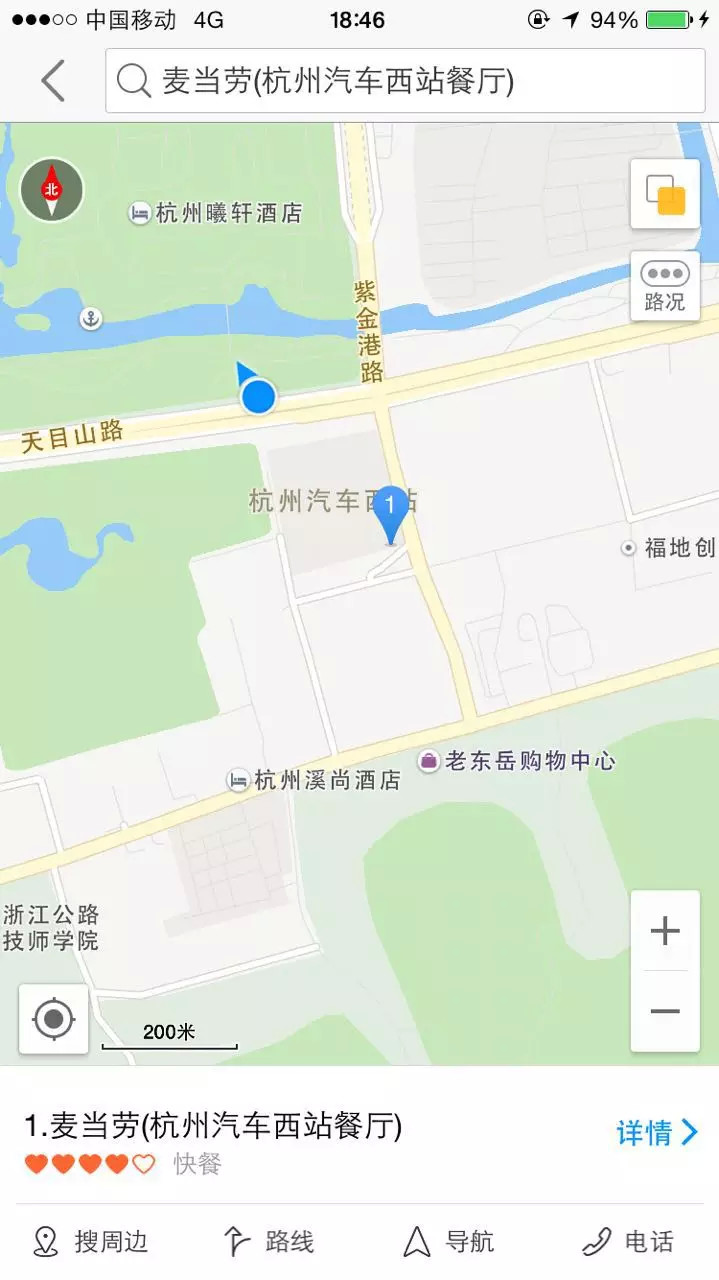 中国移动 4G 18:46 94%
麦当劳(杭州汽车西站餐厅)
北
杭州曦轩酒店
路况
紫金港路
天目山路
杭州汽车西站
1
福地创
老东岳购物中心
杭州溪尚酒店
浙江公路
技师学院
200米
1.麦当劳(杭州汽车西站餐厅)
详情
快餐
搜周边 路线 导航 电话